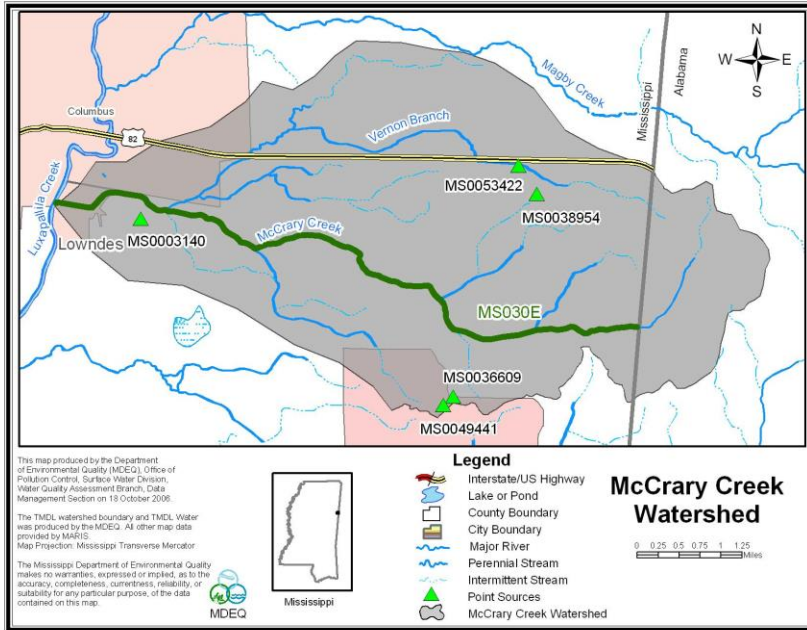 N
W E
S
Magby Creek
Mississippi
Alabama
Columbus
82
Vernon Branch
MS0053422
MS0038954
Luxapallila Creek
McCrary Creek
MS0003140
Lowndes
MS030E
MS0036609
MS0049441
This map produced by the Department
of Environmental Quality (MDEQ), Office of
Pollution Control, Surface Water Division,
Water Quality Assessment Branch, Data
Management Section on 18 October 2006.
The TMDL watershed boundary and TMDL Water
was produced by the MDEQ. All other map data
provided by MARIS.
Map Projection: Mississippi Transverse Mercator
The Mississippi Department of Environmental Quality
makes no warranties, expressed or implied, as to the
accuracy, completeness, currentness, reliability, or
suitability for any particular purpose, of the data
contained on this map.
MDEQ
Mississippi
Legend
Interstate/US Highway
Lake or Pond
County Boundary
City Boundary
Major River
Perennial Stream
Intermittent Stream
Point Sources
McCrary Creek Watershed
McCrary Creek
Watershed
0 0.25 0.5 0.75 1 1.25
Miles